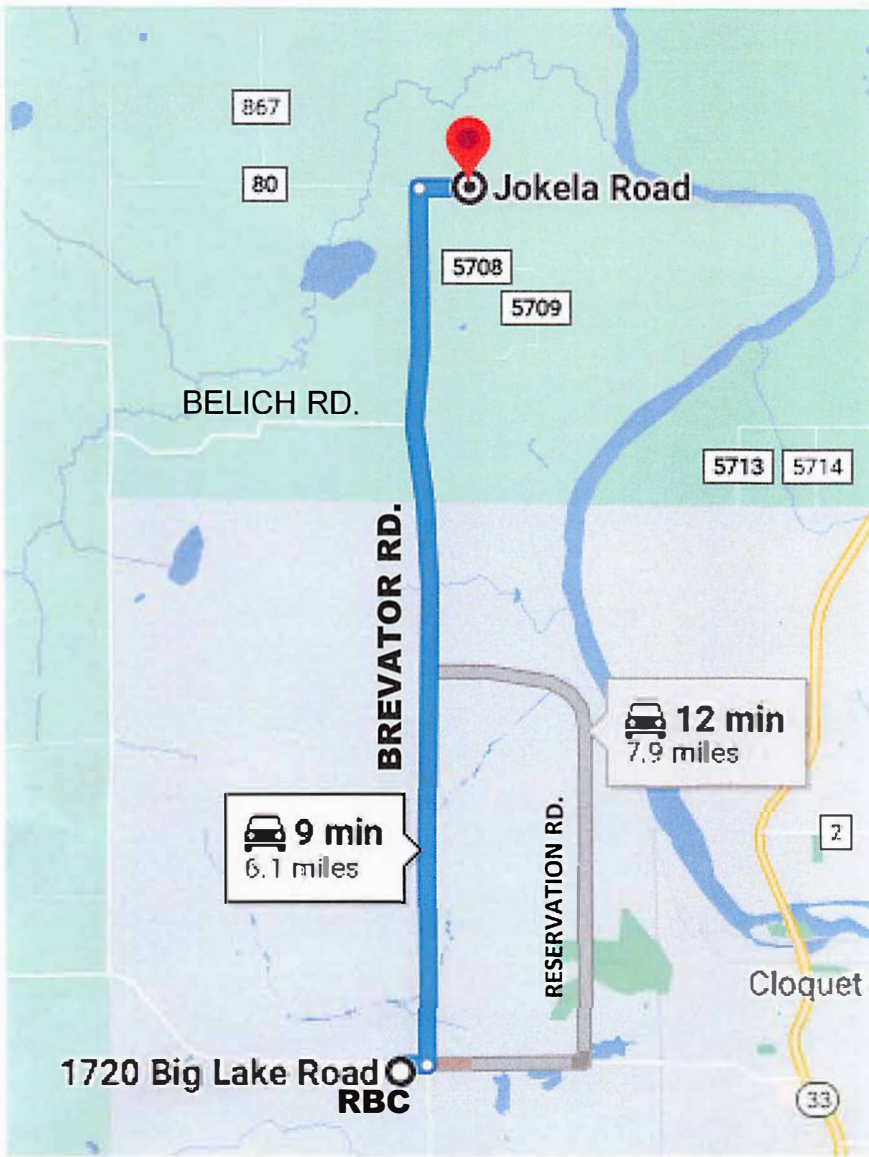 867
80
Jokela Road
5708
5709
BELICH RD.
5713
5714
BREVATOR RD.
12 min
7.9 miles
9 min
6.1 miles
RESERVATION RD.
2
Cloquet
1720 Big Lake Road
RBC
33